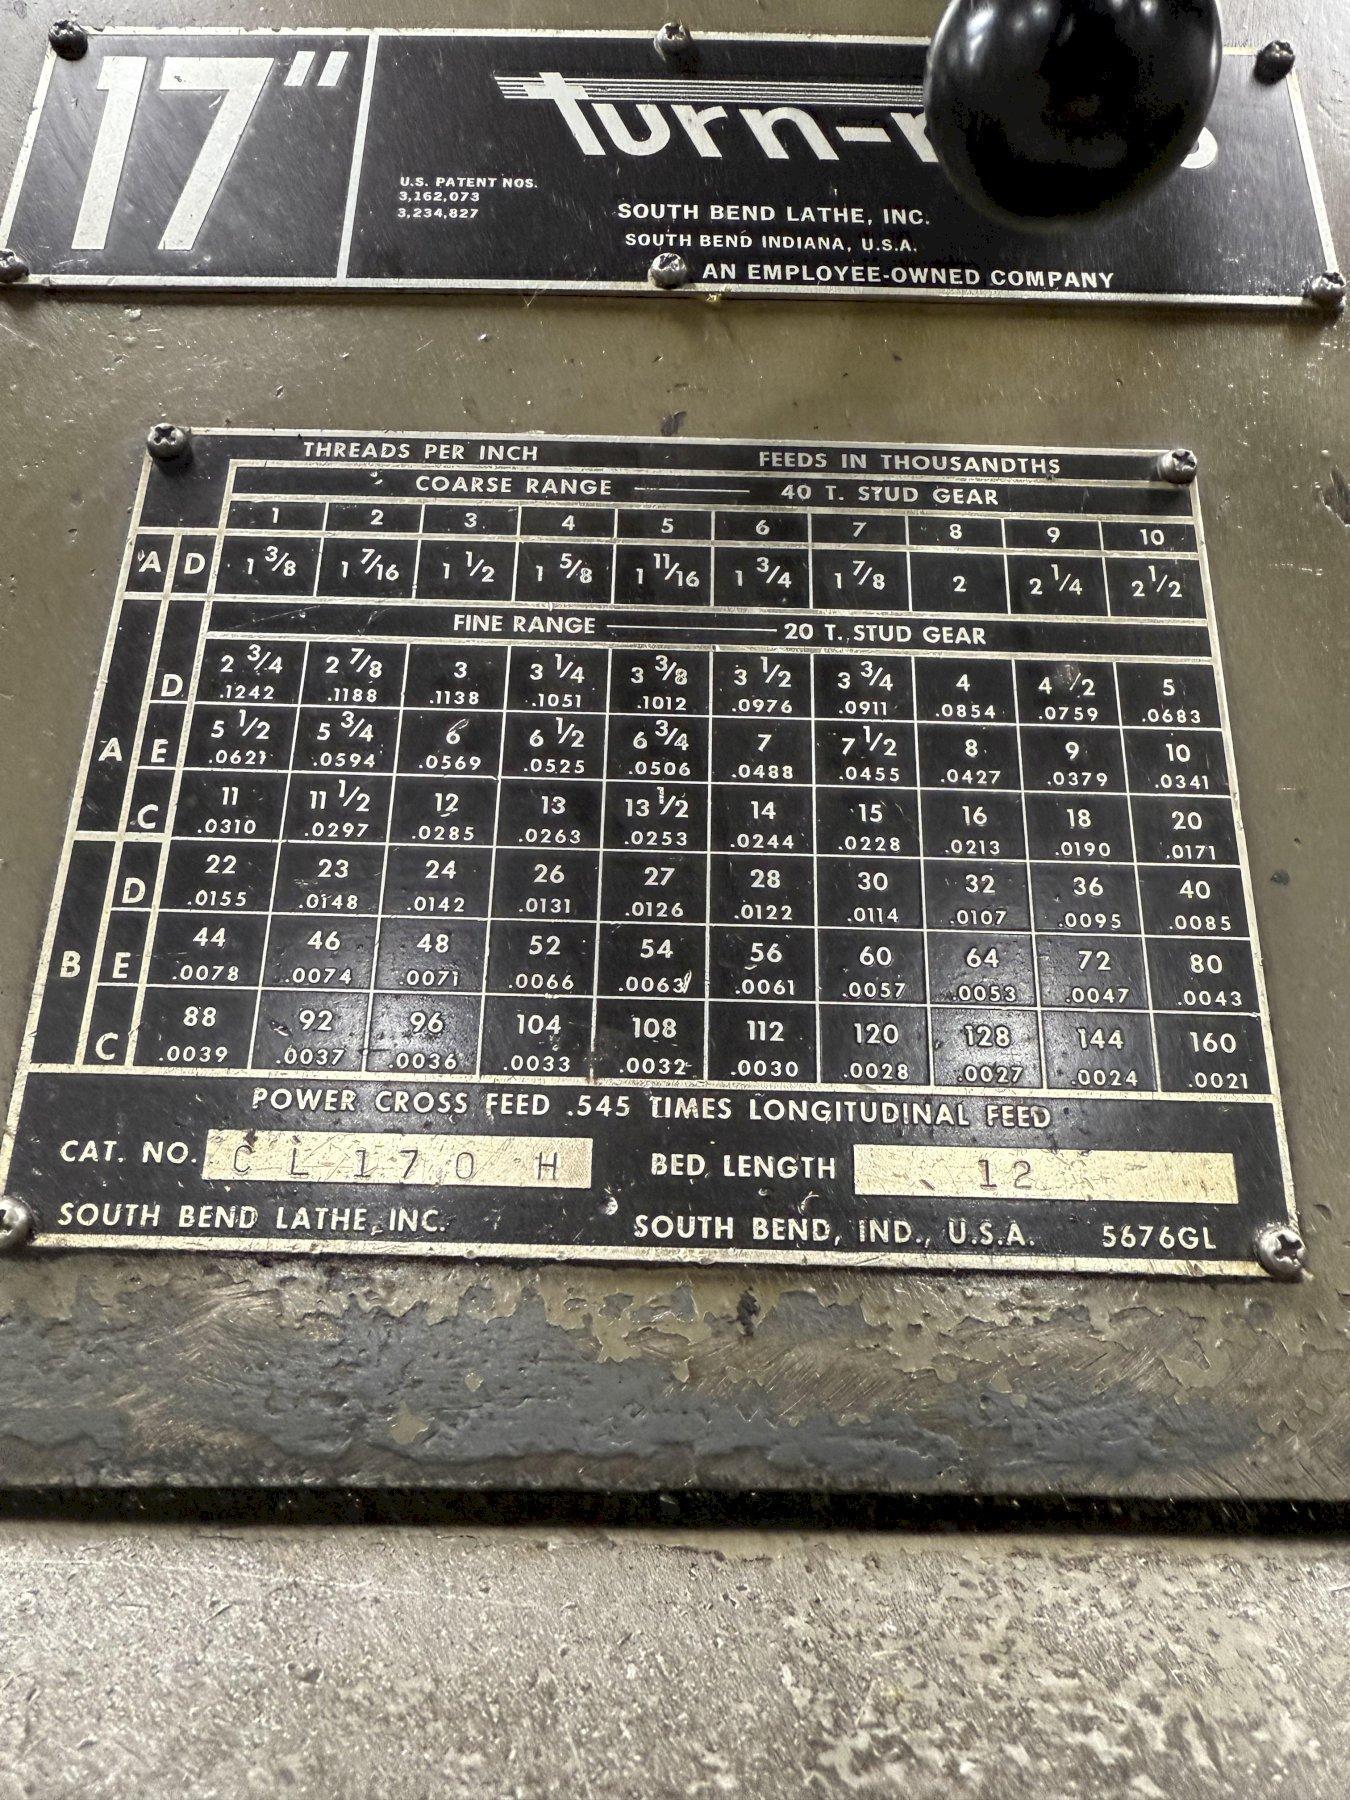 17"
turn-
U.S. PATENT NOS.
3,162,073
3,234,827
SOUTH BEND LATHE, INC.
SOUTH BEND INDIANA, U.S.A.
AN EMPLOYEE-OWNED COMPANY
THREADS PER INCH FEEDS IN THOUSANDTHS
COARSE RANGE 40 T. STUD GEAR
1 2 3 4 5 6 7 8 9 10
A D 1 3/8 1 7/16 1 1/2 1 5/8 1 11/16 1 3/4 1 7/8 2 2 1/4 2 1/2
FINE RANGE 20 T. STUD GEAR
2 3/4 2 7/8 3 3 1/4 3 3/8 3 1/2 3 3/4 4 4 1/2 5
D .1242 .1188 .1138 .1051 .1012 .0976 .0911 .0854 .0759 .0683
5 1/2 5 3/4 6 6 1/2 6 3/4 7 7 1/2 8 9 10
A E .0621 .0594 .0569 .0525 .0506 .0488 .0455 .0427 .0379 .0341
11 11 1/2 12 13 13 1/2 14 15 16 18 20
C .0310 .0297 .0285 .0263 .0253 .0244 .0228 .0213 .0190 .0171
22 23 24 26 27 28 30 32 36 40
D .0155 .0148 .0142 .0131 .0126 .0122 .0114 .0107 .0095 .0085
44 46 48 52 54 56 60 64 72 80
B E .0078 .0074 .0071 .0066 .0063 .0061 .0057 .0053 .0047 .0043
88 92 96 104 108 112 120 128 144 160
C .0039 .0037 .0036 .0033 .0032 .0030 .0028 .0027 .0024 .0021
POWER CROSS FEED .545 TIMES LONGITUDINAL FEED
CAT. NO. CL170 H BED LENGTH 12
SOUTH BEND LATHE, INC. SOUTH BEND, IND., U.S.A. 5676GL